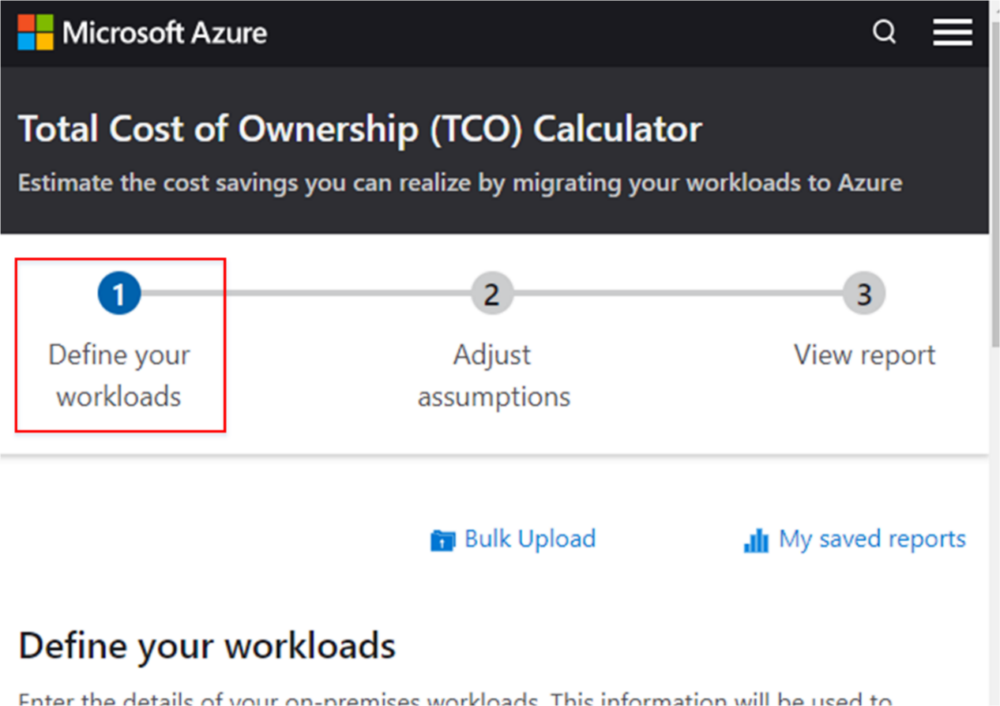 Microsoft Azure
Total Cost of Ownership (TCO) Calculator
Estimate the cost savings you can realize by migrating your workloads to Azure
1
2
3
Define your
workloads
Adjust
assumptions
View report
Bulk Upload
My saved reports
Define your workloads
Enter the details of your on-premises workloads. This information will be used to